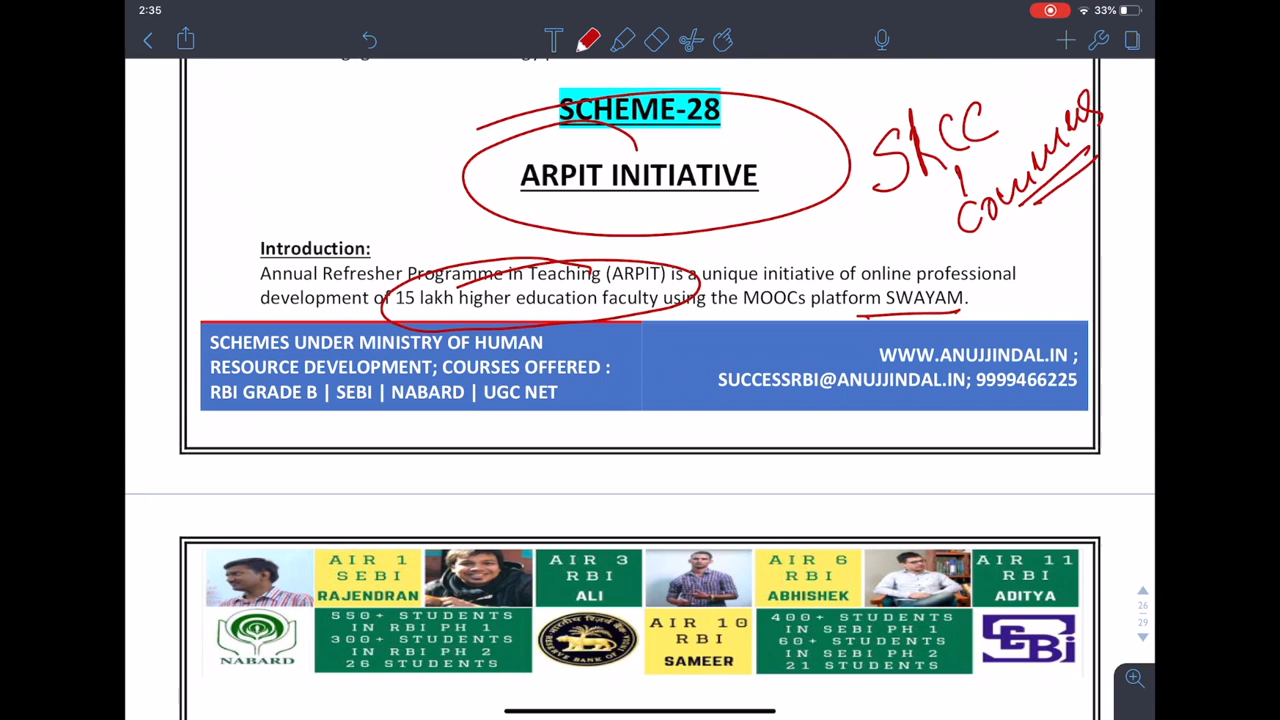 2:35
33%
SCHEME-28
ARPIT INITIATIVE
SRCC
commerce
Introduction:
Annual Refresher Programme in Teaching (ARPIT) is a unique initiative of online professional
development of 15 lakh higher education faculty using the MOOCs platform SWAYAM.
SCHEMES UNDER MINISTRY OF HUMAN
RESOURCE DEVELOPMENT; COURSES OFFERED :
RBI GRADE B | SEBI | NABARD | UGC NET
WWW.ANUJJINDAL.IN ;
SUCCESSRBI@ANUJJINDAL.IN; 9999466225
AIR 1
SEBI
RAJENDRAN
AIR 3
RBI
ALI
AIR 6
RBI
ABHISHEK
AIR 11
RBI
ADITYA
NABARD
550+ STUDENTS
IN RBI PH 1
300+ STUDENTS
IN RBI PH 2
26 STUDENTS
AIR 10
RBI
SAMEER
400+ STUDENTS
IN SEBI PH 1
60+ STUDENTS
IN SEBI PH 2
21 STUDENTS
SEBI
26
29